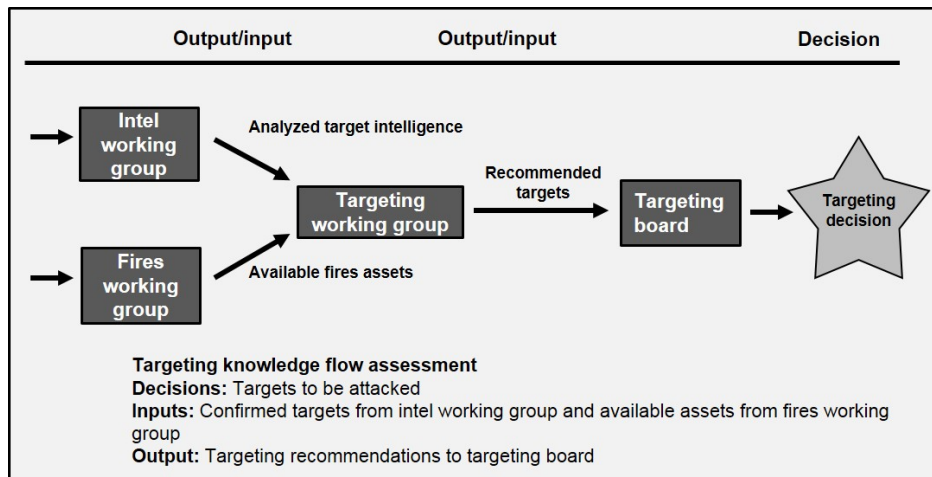 Output/input
Output/input
Decision
Intel
working
group
Analyzed target intelligence
Recommended
targets
Targeting
working group
Targeting
board
Targeting
decision
Fires
working
group
Available fires assets
Targeting knowledge flow assessment
Decisions: Targets to be attacked
Inputs: Confirmed targets from intel working group and available assets from fires working
group
Output: Targeting recommendations to targeting board